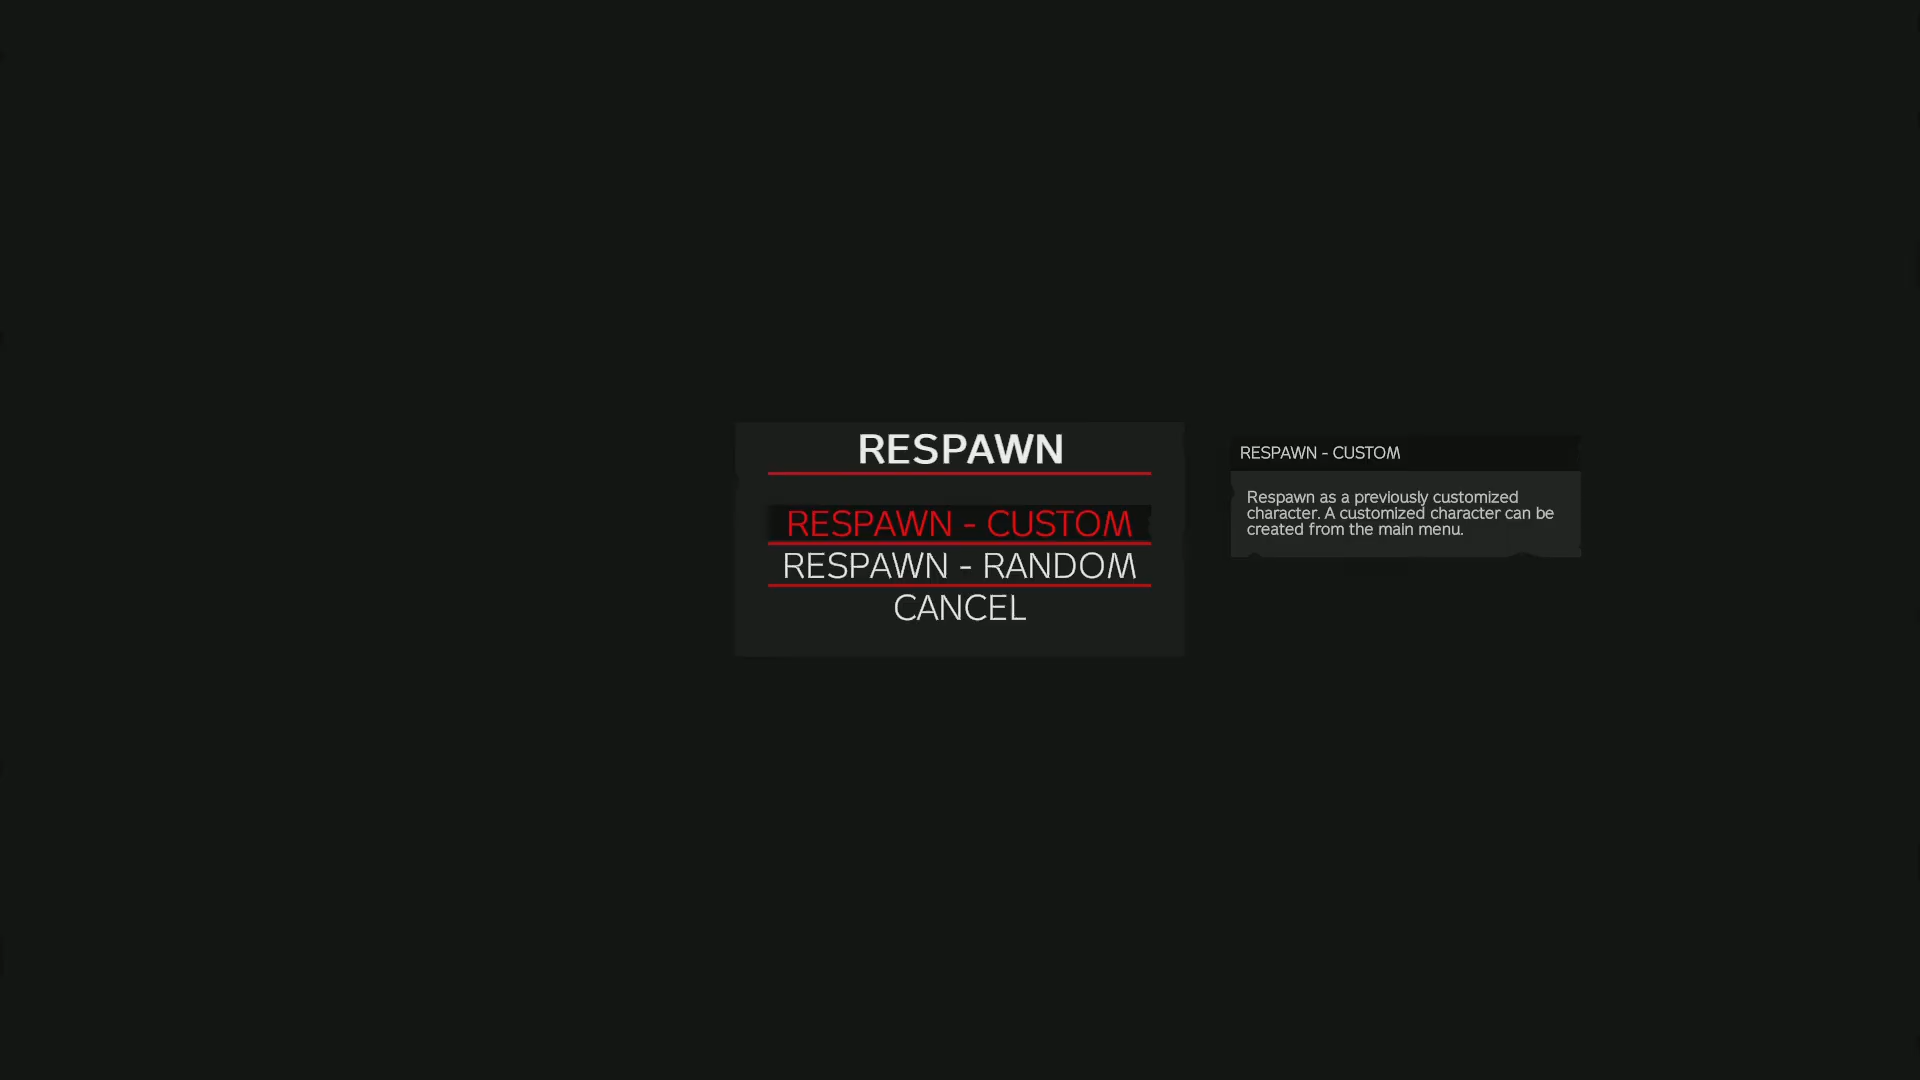 RESPAWN
RESPAWN - CUSTOM
RESPAWN - RANDOM
CANCEL
RESPAWN - CUSTOM
Respawn as a previously customized
character. A customized character can be
created from the main menu.